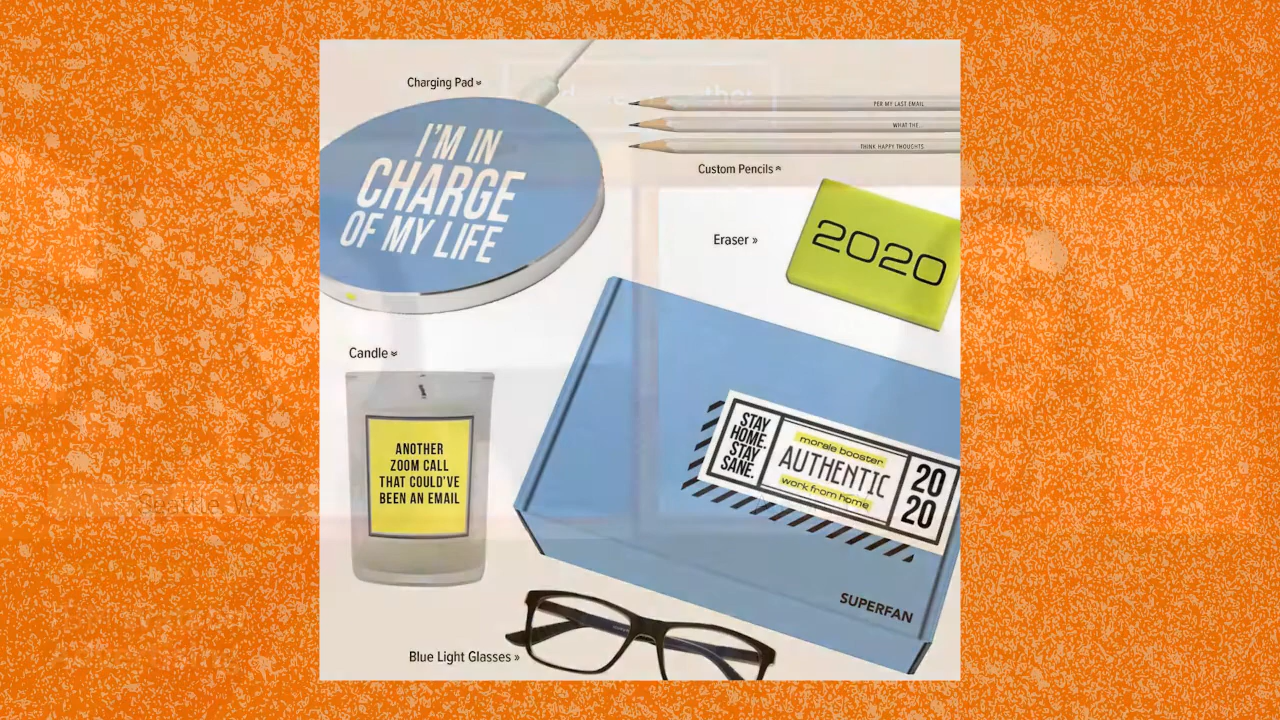 Charging Pad
I'M IN
CHARGE
OF MY LIFE
PER MY LAST EMAIL
WHAT THE...
THINK HAPPY THOUGHTS
Custom Pencils
Eraser »
2020
Candle
ANOTHER
ZOOM CALL
THAT COULD'VE
BEEN AN EMAIL
STAY
HOME.
STAY
SANE.
morale booster
AUTHENTIC
work from home
20
20
SUPERFAN
Blue Light Glasses »